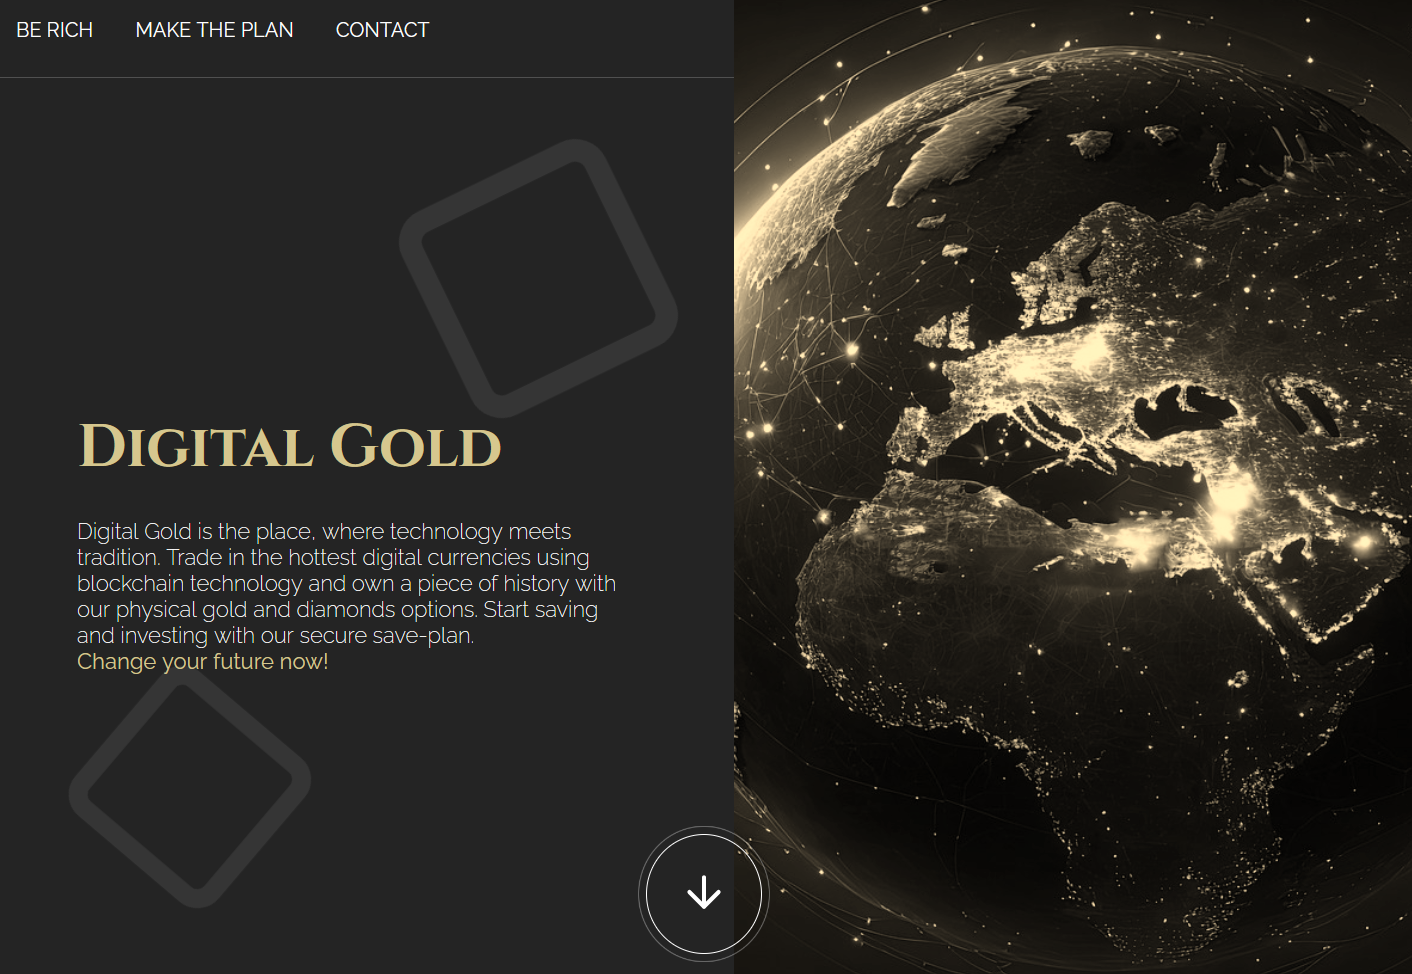 BE RICH MAKE THE PLAN CONTACT
Digital Gold
Digital Gold is the place, where technology meets
tradition. Trade in the hottest digital currencies using
blockchain technology and own a piece of history with
our physical gold and diamonds options. Start saving
and investing with our secure save-plan.
Change your future now!